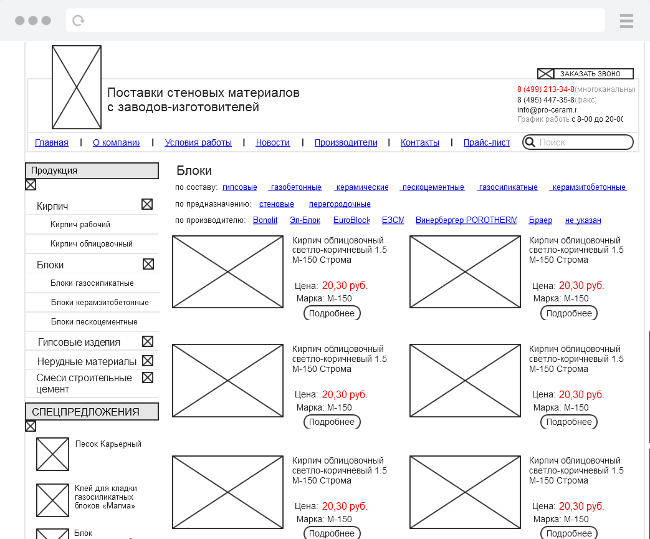 ЗАКАЗАТЬ ЗВОНО
Поставки стеновых материалов
с заводов-изготовителей
8 (499) 213-34-8(многоканальны
8 (495) 447-35-8(факс)
info@pro-ceram.r
График работь с 8-00 до 20-00
Главная | О компании | Условия работы | Новости | Производители | Контакты | Прайс-лист
Поиск
Продукция
Кирпич
Кирпич рабочий
Кирпич облицовочный
Блоки
Блоки газосипкатные
Блоки керамзитобетонные
Блоки пескоцементные
Гипсовые изделия
Нерудные материалы
Смеси строительные
цемент
СПЕЦПРЕДЛОЖЕНИЯ
Песок Карьерный
Клей для кладки
газосиликатных
блоков «Магма»
Блок
Блоки
по составу: гипсовые газобетонные керамические пескоцементные газосиликатные керамзитобетонные
по предназначению: стеновые перегородочные
по производителю: Bonolit Эл-Блок EuroBlock ЕЗСМ Винербергер POROTHERM Браер не указан
Кирпич облицовочный
светло-коричневый 1.5
М-150 Строма
Цена: 20,30 руб.
Марка: М-150
Подробнее
Кирпич облицовочный
светло-коричневый 1.5
М-150 Строма
Цена: 20,30 руб.
Марка: М-150
Подробнее
Кирпич облицовочный
светло-коричневый 1.5
М-150 Строма
Цена: 20,30 руб.
Марка: М-150
Подробнее
Кирпич облицовочный
светло-коричневый 1.5
М-150 Строма
Цена: 20,30 руб.
Марка: М-150
Подробнее
Кирпич облицовочный
светло-коричневый 1.5
М-150 Строма
Цена: 20,30 руб.
Марка: М-150
Подробнее
Кирпич облицовочный
светло-коричневый 1.5
М-150 Строма
Цена: 20,30 руб.
Марка: М-150
Подробнее